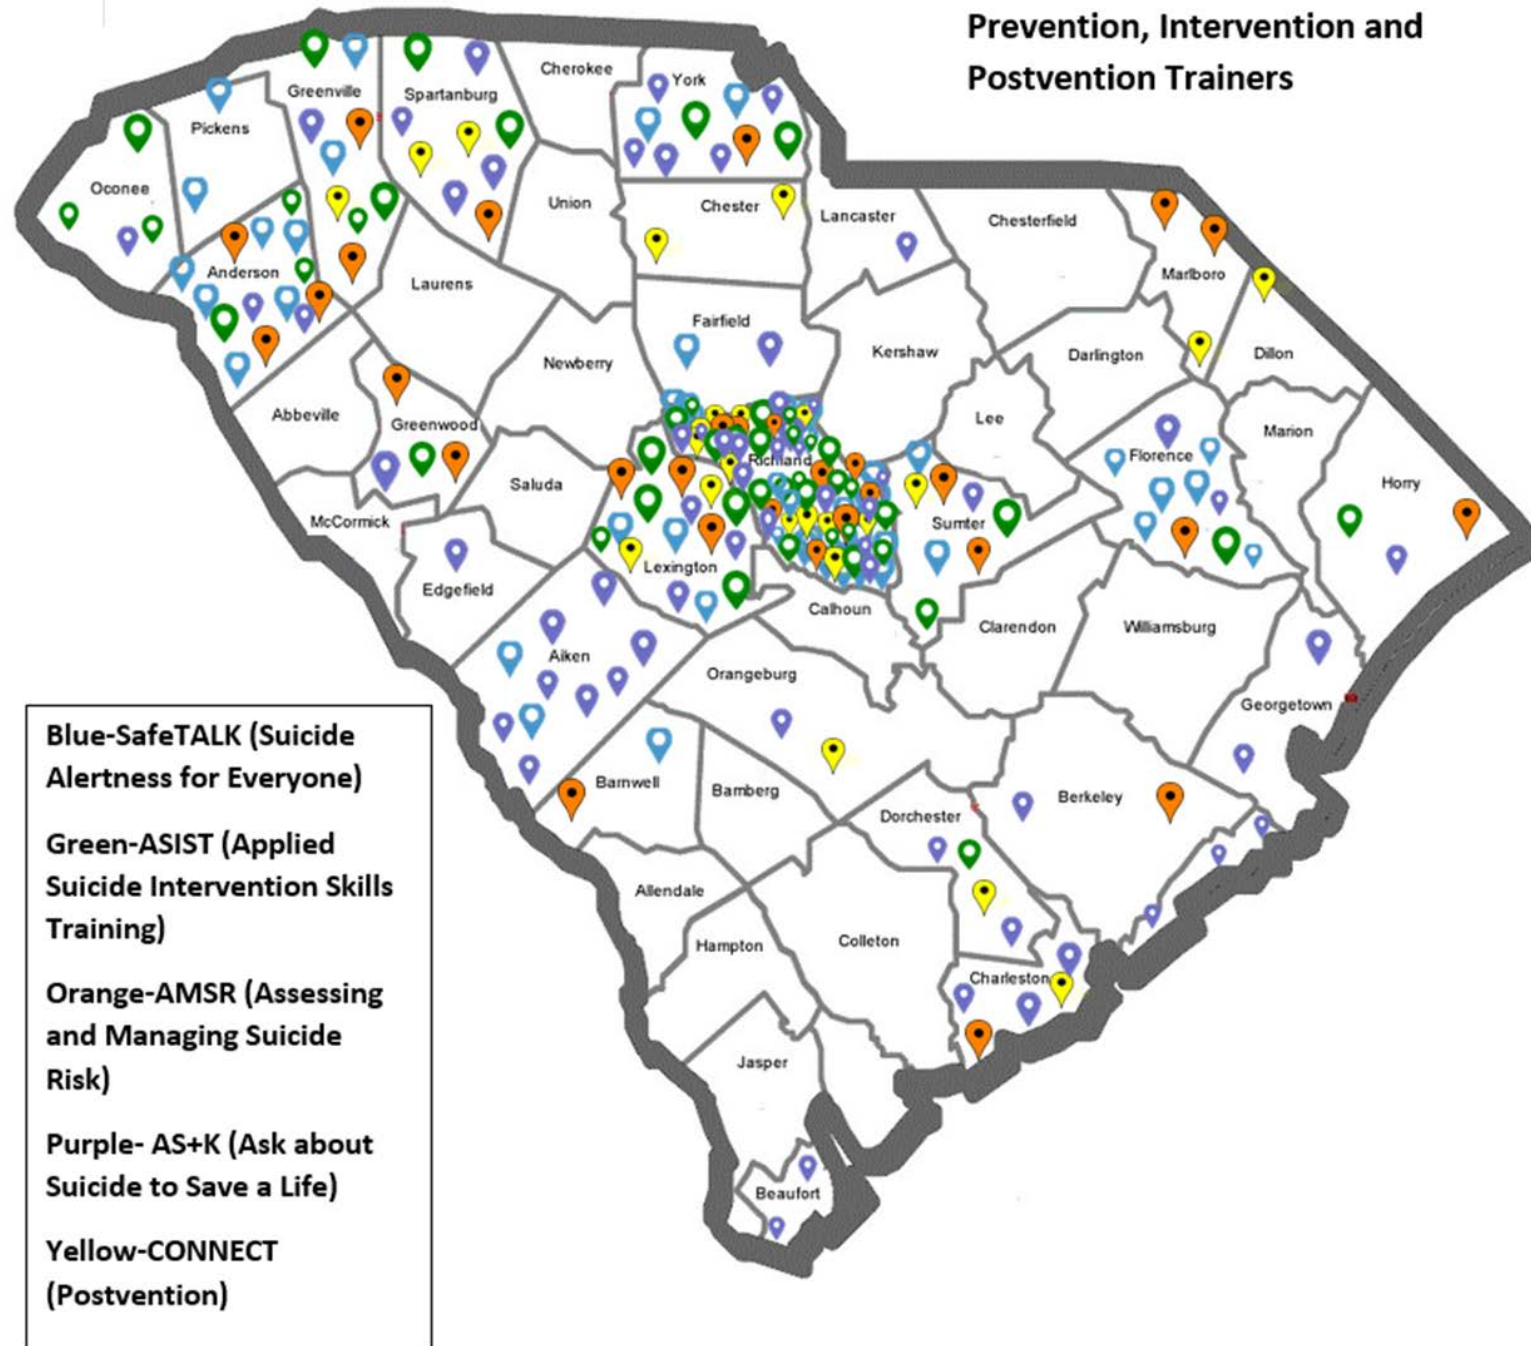 Prevention, Intervention and
Postvention Trainers
Cherokee
York
Greenville
Spartanburg
Pickens
Oconee
Union
Chester
Lancaster
Chesterfield
Anderson
Laurens
Marlboro
Fairfield
Newberry
Kershaw
Darlington
Dillon
Abbeville
Greenwood
Lee
Marion
Richland
Florence
Saluda
Horry
McCormick
Sumter
Lexington
Edgefield
Calhoun
Clarendon
Williamsburg
Aiken
Orangeburg
Georgetown
Barnwell
Bamberg
Berkeley
Dorchester
Allendale
Hampton
Colleton
Charleston
Jasper
Beaufort
Blue-SafeTALK (Suicide
Alertness for Everyone)
Green-ASIST (Applied
Suicide Intervention Skills
Training)
Orange-AMSR (Assessing
and Managing Suicide
Risk)
Purple- AS+K (Ask about
Suicide to Save a Life)
Yellow-CONNECT
(Postvention)